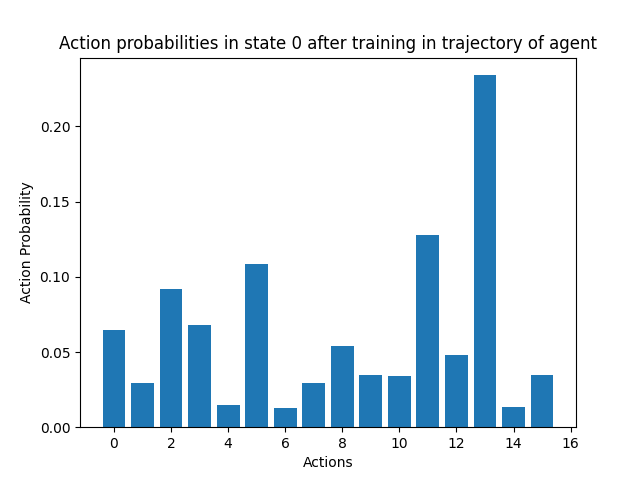 Action probabilities in state 0 after training in trajectory of agent
Action Probability
0.20
0.15
0.10
0.05
0.00
0 2 4 6 8 10 12 14 16
Actions